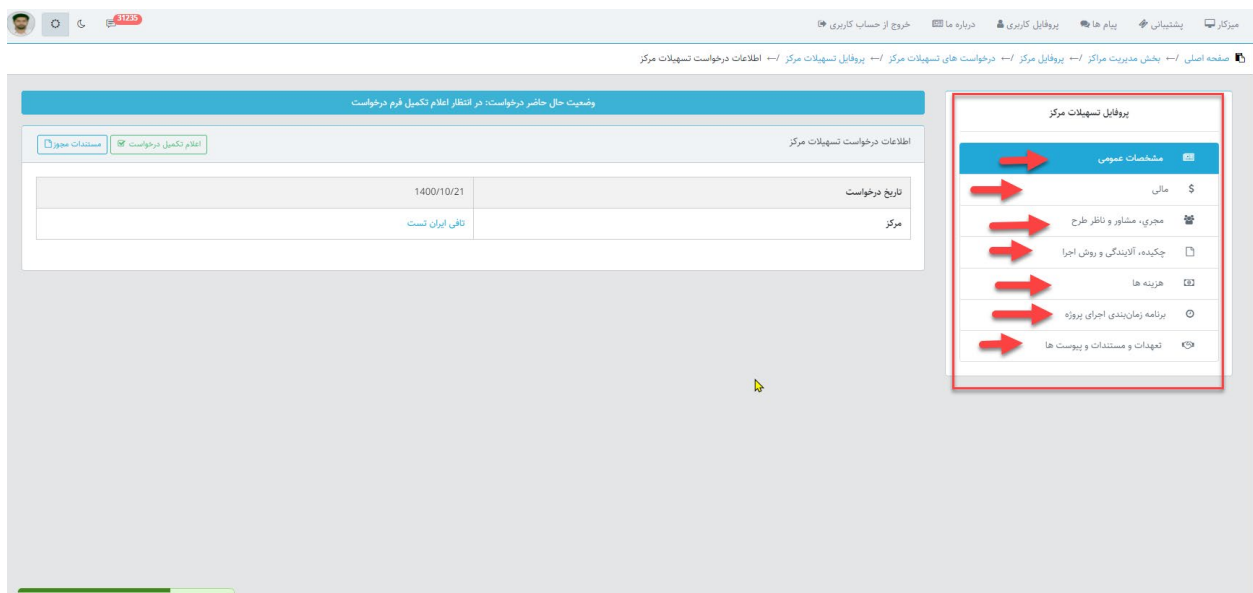 میزکار پشتیبانی پیام ها پروفایل کاربری درباره ما خروج از حساب کاربری 31235
صفحه اصلی /← بخش مدیریت مراکز /← پروفایل مرکز /← درخواست های تسهیلات مرکز /← پروفایل تسهیلات مرکز /← اطلاعات درخواست تسهیلات مرکز
پروفایل تسهیلات مرکز
مشخصات عمومی
مالی
مجري، مشاور و ناظر طرح
چکیده، آلایندگی و روش اجرا
هزینه ها
برنامه زمان‌بندی اجرای پروژه
تعهدات و مستندات و پیوست ها
وضعیت حال حاضر درخواست: در انتظار اعلام تکمیل فرم درخواست
اطلاعات درخواست تسهیلات مرکز اعلام تکمیل درخواست مستندات مجوز
تاریخ درخواست 1400/10/21
مرکز تافی ایران تست